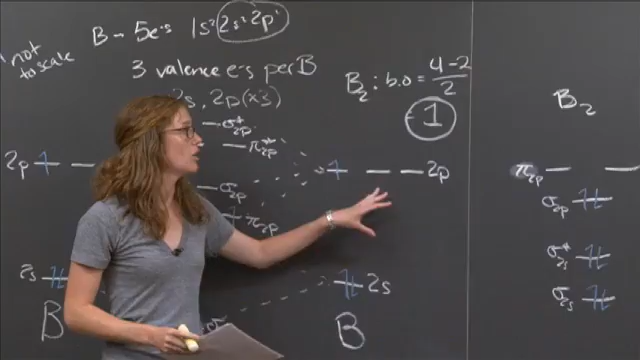 B → 5e⁻s 1s² 2s² 2p¹
not
to scale
3 valence e⁻s per B
2s, 2p (x3)
B₂ : b.o = 4-2
2
= 1
B₂
σ*2p
π*2p
2p
2p
σ2p
π2p
2s
2s
B
B
π2p
σ2p
σ*2s
σ2s